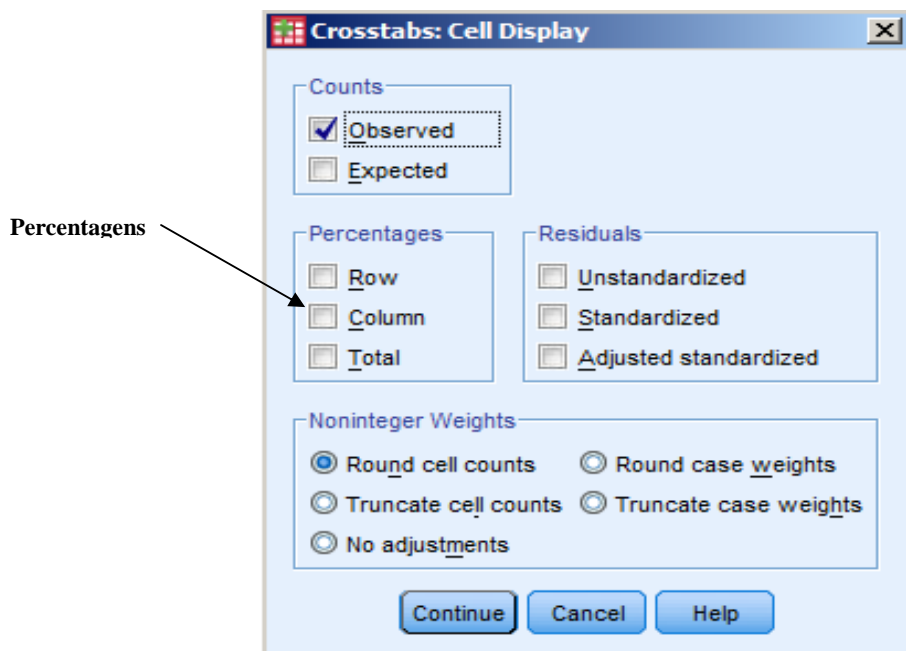 Crosstabs: Cell Display
Counts
Observed
Expected
Percentagens
Percentages
Row
Column
Total
Residuals
Unstandardized
Standardized
Adjusted standardized
Noninteger Weights
Round cell counts
Round case weights
Truncate cell counts
Truncate case weights
No adjustments
Continue
Cancel
Help